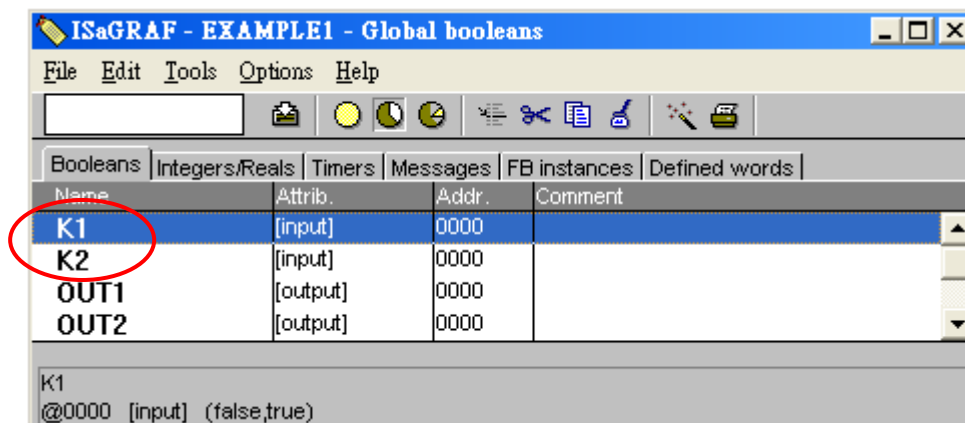 ISaGRAF - EXAMPLE1 - Global booleans
File Edit Tools Options Help
Booleans Integers/Reals Timers Messages FB instances Defined words
Name Attrib. Addr. Comment
K1 [input] 0000
K2 [input] 0000
OUT1 [output] 0000
OUT2 [output] 0000
K1
@0000 [input] (false,true)